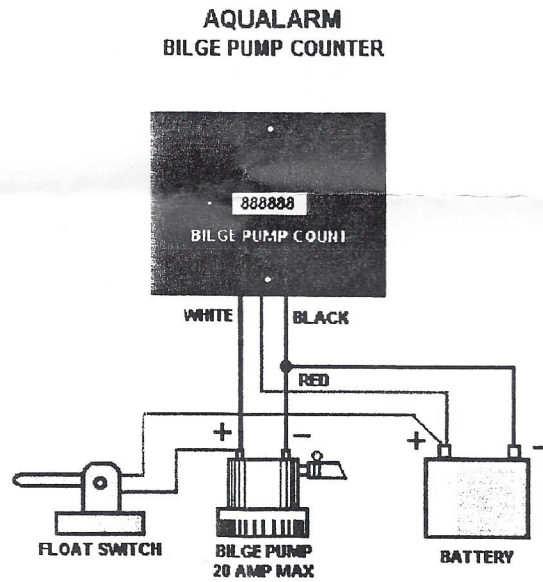 AQUALARM
BILGE PUMP COUNTER
888888
BILGE PUMP COUNT
WHITE
BLACK
RED
+
-
+
-
FLOAT SWITCH
BILGE PUMP
20 AMP MAX
BATTERY